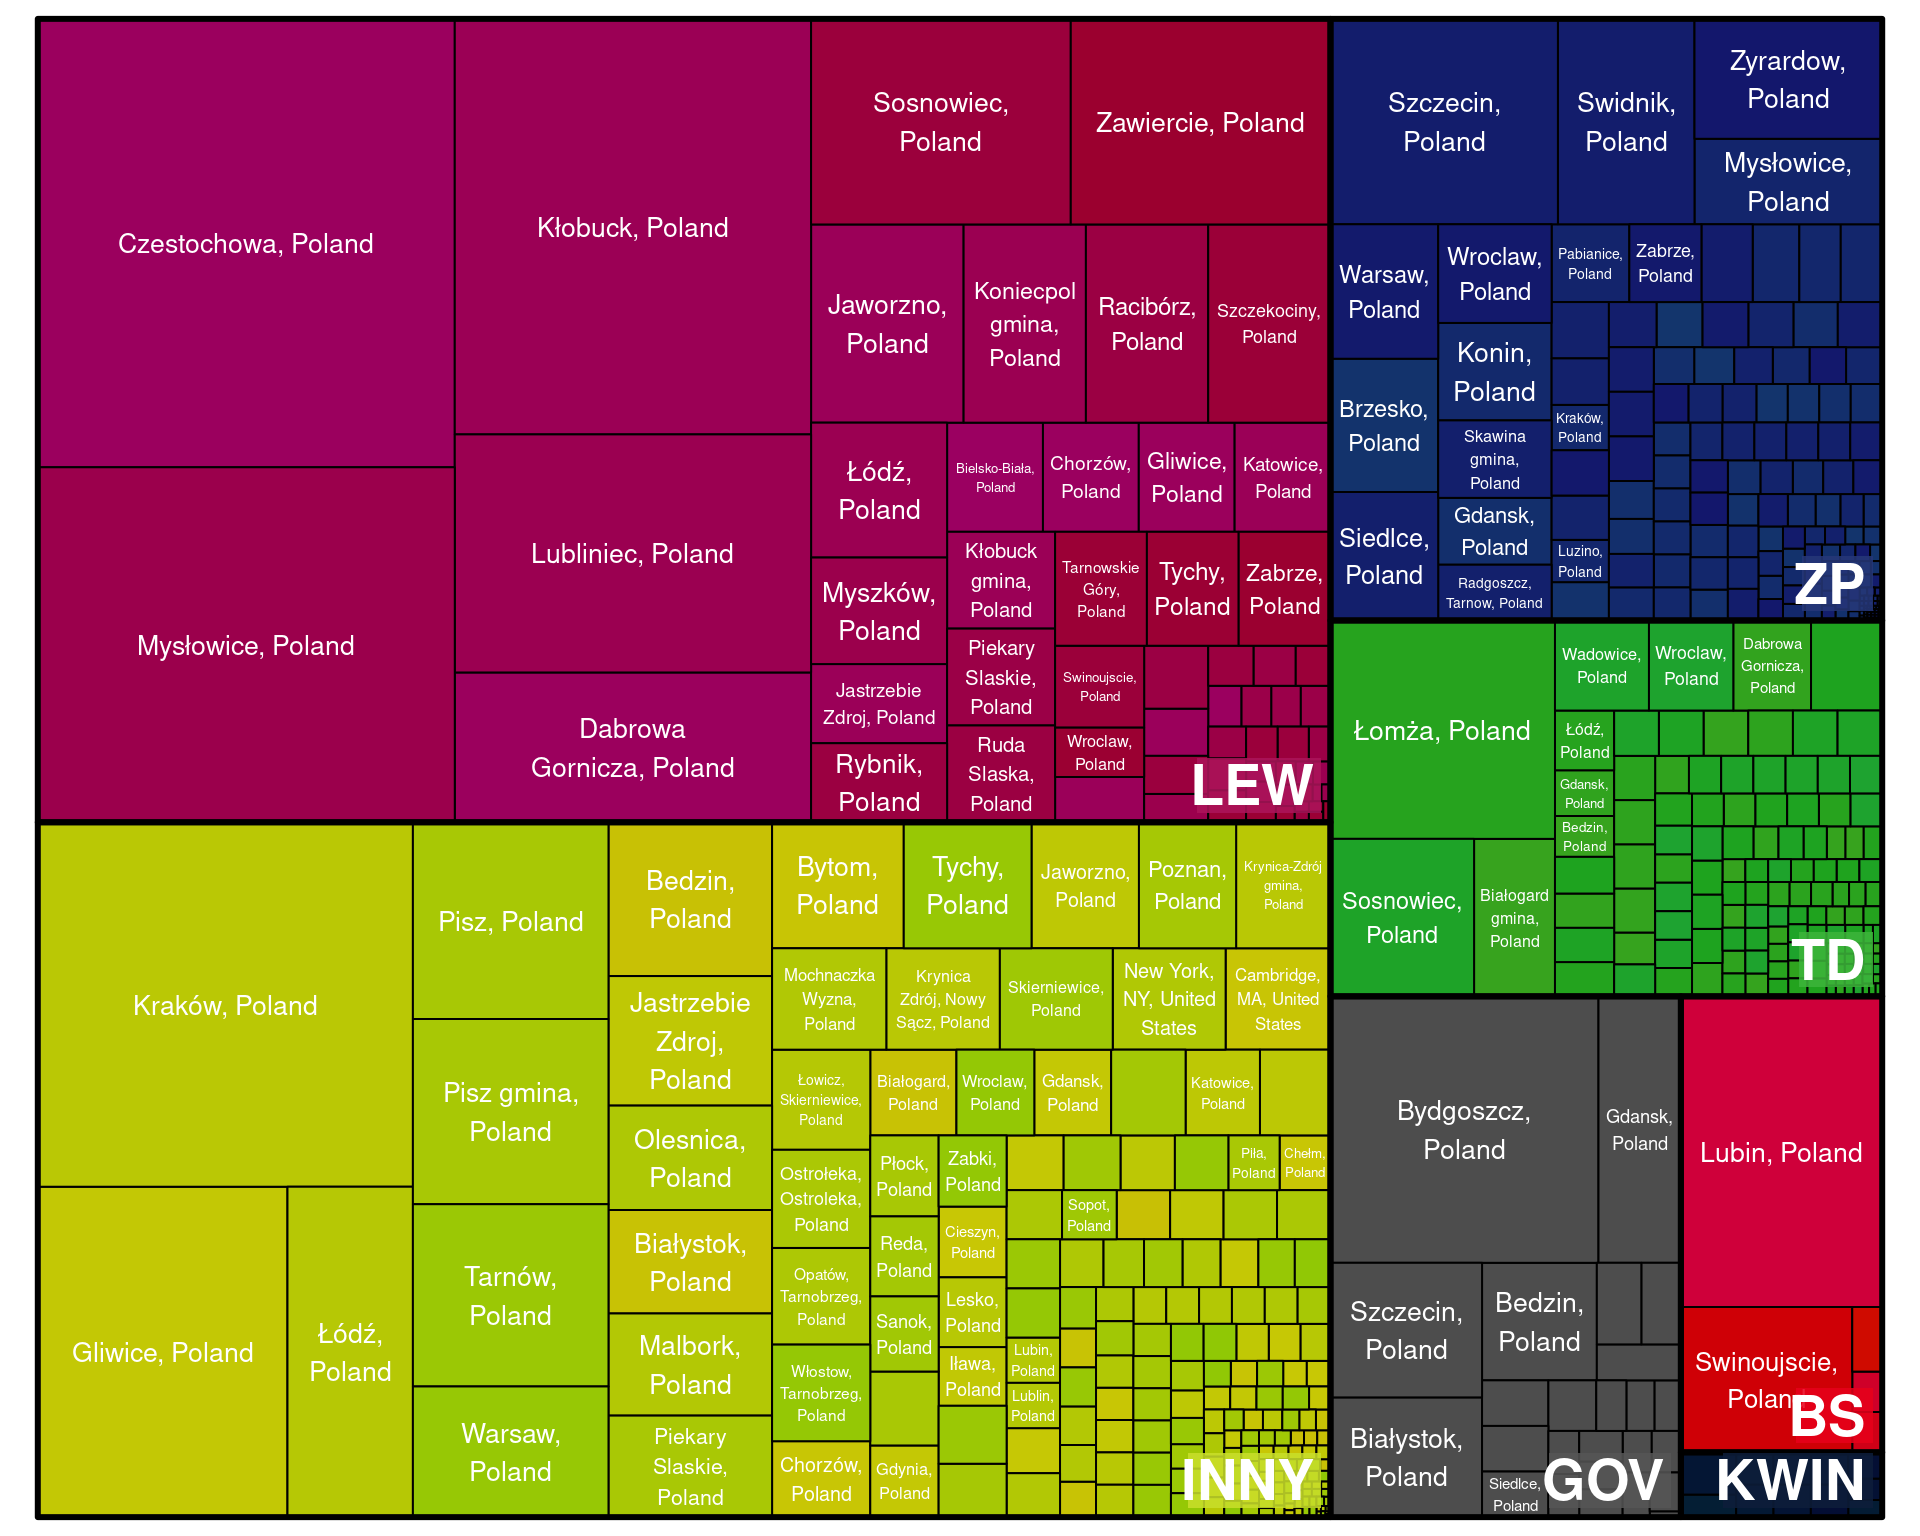 Czestochowa, Poland
Mysłowice, Poland
Kłobuck, Poland
Lubliniec, Poland
Dabrowa
Gornicza, Poland
Sosnowiec,
Poland
Zawiercie, Poland
Jaworzno,
Poland
Koniecpol
gmina,
Poland
Racibórz,
Poland
Szczekociny,
Poland
Łódź,
Poland
Myszków,
Poland
Jastrzebie
Zdroj, Poland
Rybnik,
Poland
Bielsko-Biała,
Poland
Chorzów,
Poland
Gliwice,
Poland
Katowice,
Poland
Kłobuck
gmina,
Poland
Piekary
Slaskie,
Poland
Ruda
Slaska,
Poland
Tarnowskie
Góry,
Poland
Tychy,
Poland
Zabrze,
Poland
Swinoujscie,
Poland
Wroclaw,
Poland
LEW
Szczecin,
Poland
Swidnik,
Poland
Zyrardow,
Poland
Mysłowice,
Poland
Warsaw,
Poland
Brzesko,
Poland
Siedlce,
Poland
Wroclaw,
Poland
Konin,
Poland
Skawina
gmina,
Poland
Gdansk,
Poland
Radgoszcz,
Tarnow, Poland
Pabianice,
Poland
Zabrze,
Poland
Kraków,
Poland
Luzino,
Poland
ZP
Łomża, Poland
Sosnowiec,
Poland
Białogard
gmina,
Poland
Wadowice,
Poland
Wroclaw,
Poland
Dabrowa
Gornicza,
Poland
Łódź,
Poland
Gdansk,
Poland
Bedzin,
Poland
TD
Kraków, Poland
Gliwice, Poland
Łódź,
Poland
Pisz, Poland
Pisz gmina,
Poland
Tarnów,
Poland
Warsaw,
Poland
Bedzin,
Poland
Jastrzebie
Zdroj,
Poland
Olesnica,
Poland
Białystok,
Poland
Malbork,
Poland
Piekary
Slaskie,
Poland
Bytom,
Poland
Tychy,
Poland
Jaworzno,
Poland
Poznan,
Poland
Krynica-Zdrój
gmina,
Poland
Mochnaczka
Wyzna,
Poland
Krynica
Zdrój, Nowy
Sącz, Poland
Skierniewice,
Poland
New York,
NY, United
States
Cambridge,
MA, United
States
Łowicz,
Skierniewice,
Poland
Ostrołeka,
Ostroleka,
Poland
Opatów,
Tarnobrzeg,
Poland
Włostow,
Tarnobrzeg,
Poland
Chorzów,
Poland
Białogard,
Poland
Wroclaw,
Poland
Gdansk,
Poland
Katowice,
Poland
Płock,
Poland
Reda,
Poland
Sanok,
Poland
Gdynia,
Poland
Zabki,
Poland
Cieszyn,
Poland
Lesko,
Poland
Iława,
Poland
Piła,
Poland
Chełm,
Poland
Sopot,
Poland
Lubin,
Poland
Lublin,
Poland
INNY
Bydgoszcz,
Poland
Gdansk,
Poland
Szczecin,
Poland
Białystok,
Poland
Bedzin,
Poland
Siedlce,
Poland
GOV
Lubin, Poland
Swinoujscie,
Poland
BS
KWIN